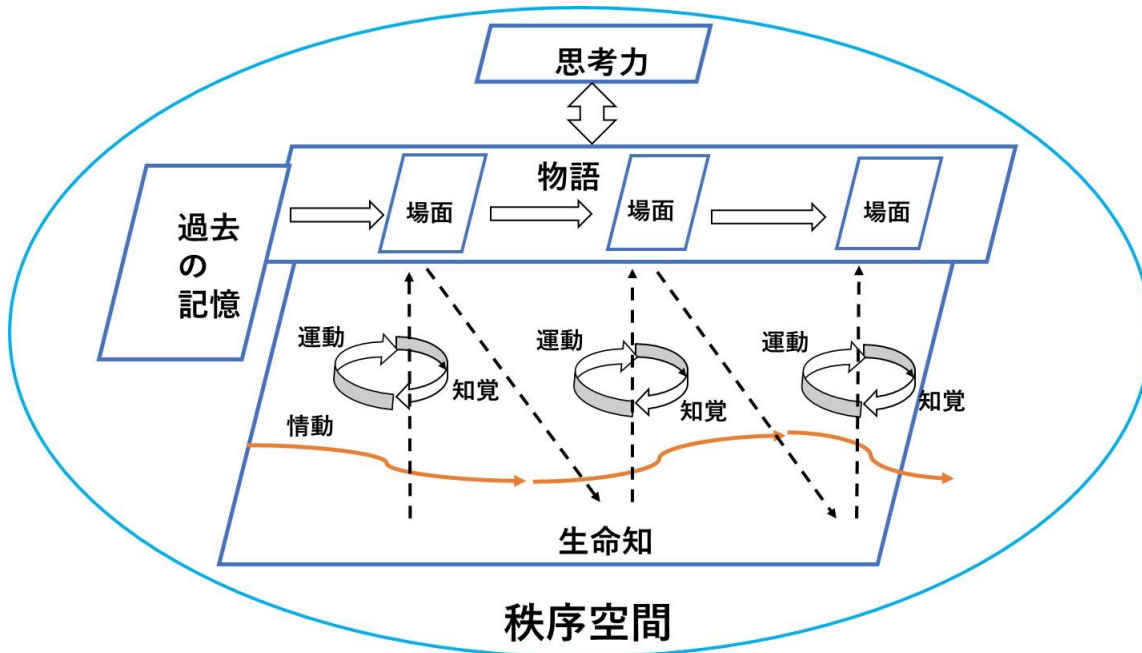 思考力
物語
過去
の
記憶
場面
場面
場面
運動
知覚
運動
知覚
運動
知覚
情動
生命知
秩序空間